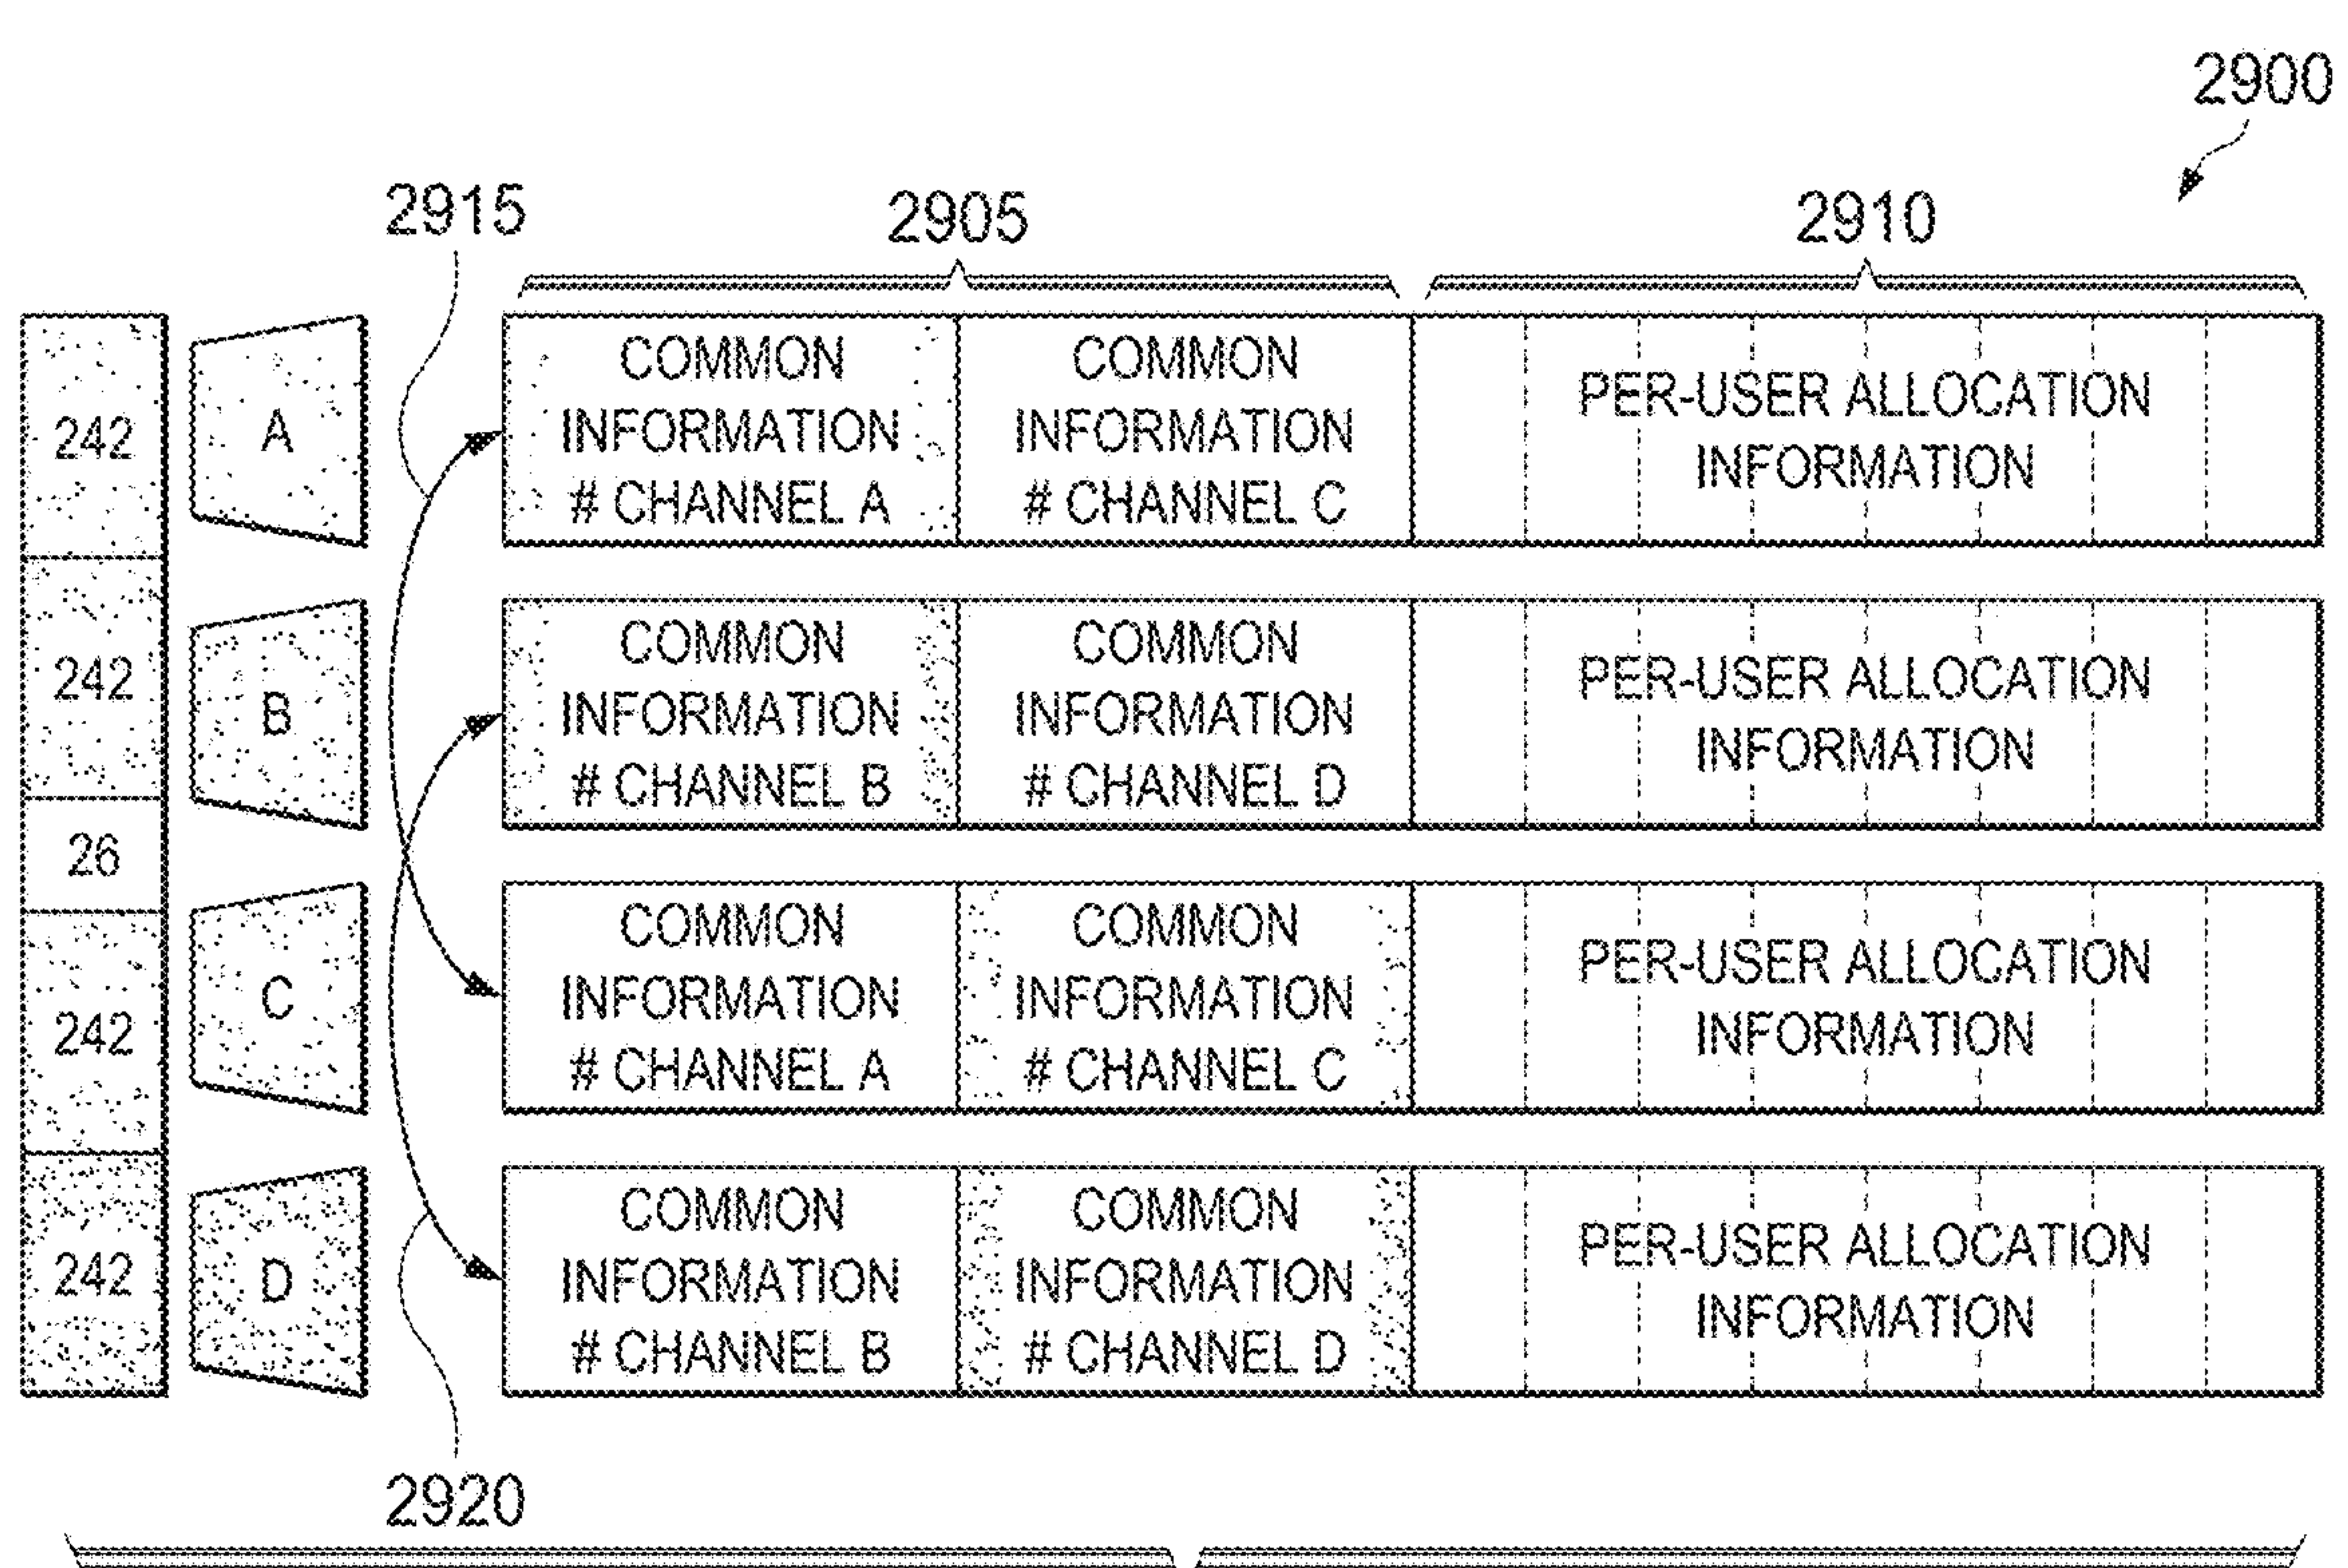 2900
2915
2905
2910
242
A
COMMON
INFORMATION
# CHANNEL A
COMMON
INFORMATION
# CHANNEL C
PER-USER ALLOCATION
INFORMATION
242
B
COMMON
INFORMATION
# CHANNEL B
COMMON
INFORMATION
# CHANNEL D
PER-USER ALLOCATION
INFORMATION
26
242
C
COMMON
INFORMATION
# CHANNEL A
COMMON
INFORMATION
# CHANNEL C
PER-USER ALLOCATION
INFORMATION
242
D
COMMON
INFORMATION
# CHANNEL B
COMMON
INFORMATION
# CHANNEL D
PER-USER ALLOCATION
INFORMATION
2920